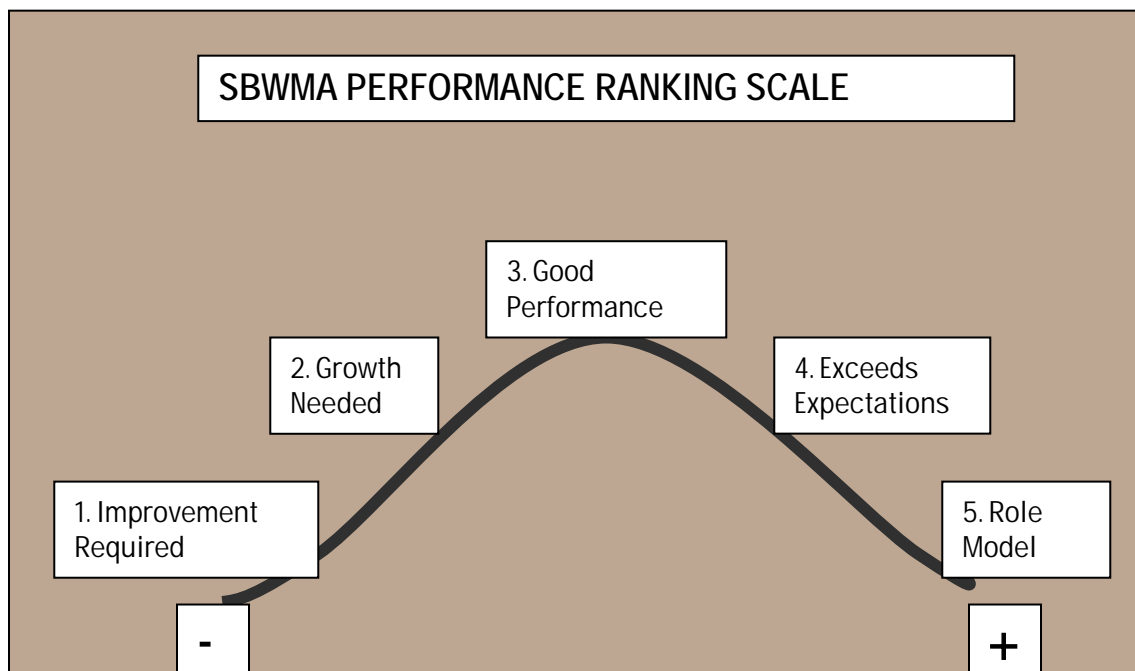 SBWMA PERFORMANCE RANKING SCALE
3. Good
Performance
2. Growth
Needed
4. Exceeds
Expectations
1. Improvement
Required
5. Role
Model
-
+